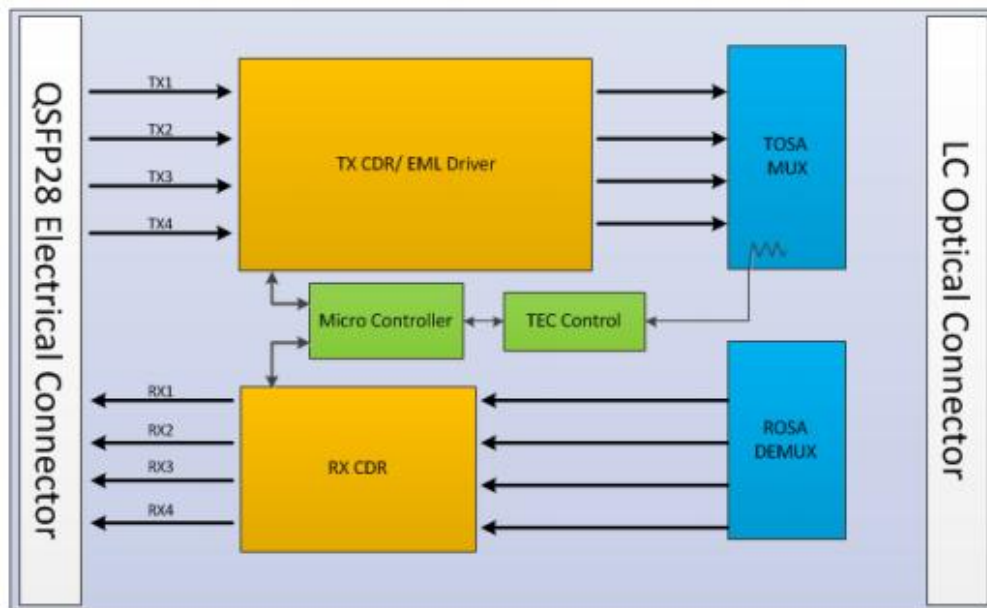 QSFP28 Electrical Connector
TX1
TX2
TX3
TX4
TX CDR/ EML Driver
TOSA
MUX
LC Optical Connector
Micro Controller
TEC Control
RX1
RX2
RX3
RX4
RX CDR
ROSA
DEMUX